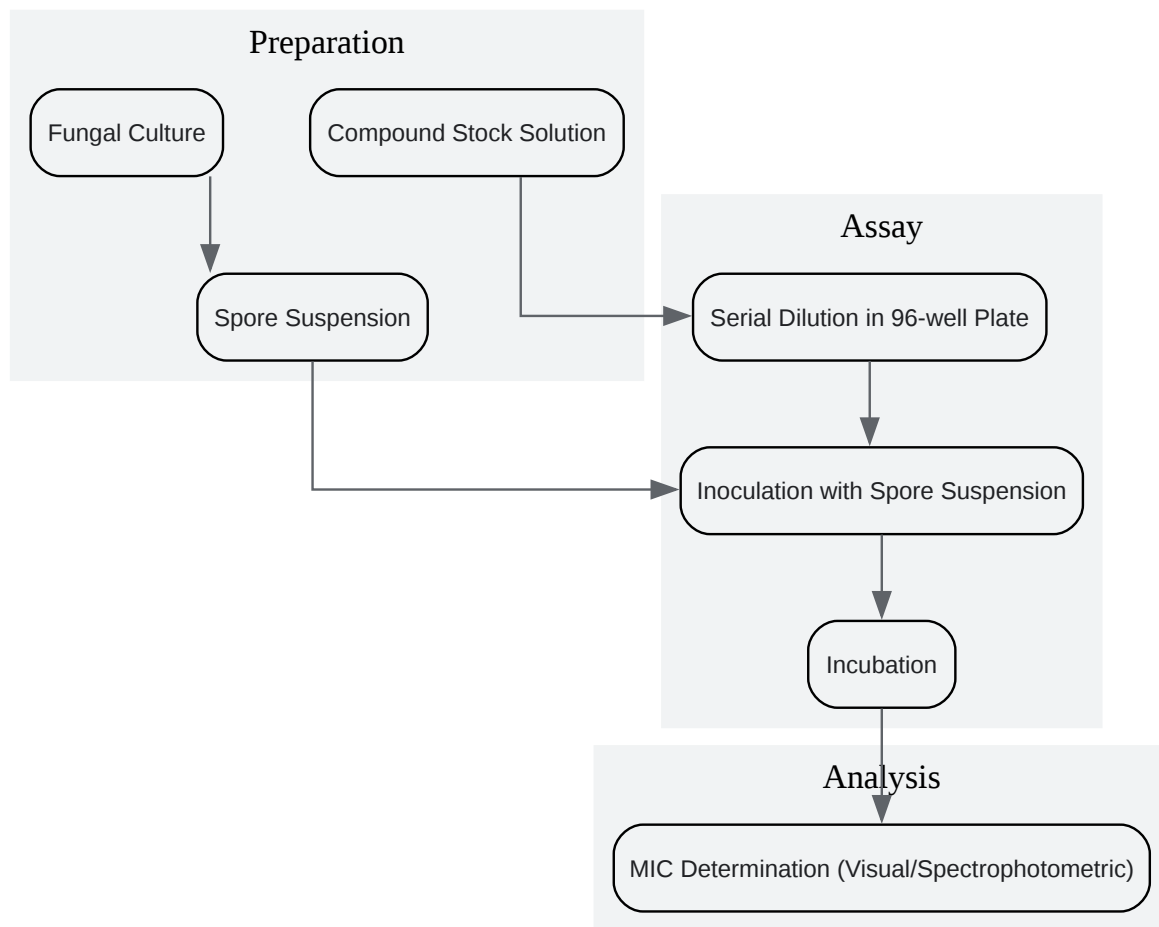 Preparation
Fungal Culture
Compound Stock Solution
Spore Suspension
Assay
Serial Dilution in 96-well Plate
Inoculation with Spore Suspension
Incubation
Analysis
MIC Determination (Visual/Spectrophotometric)